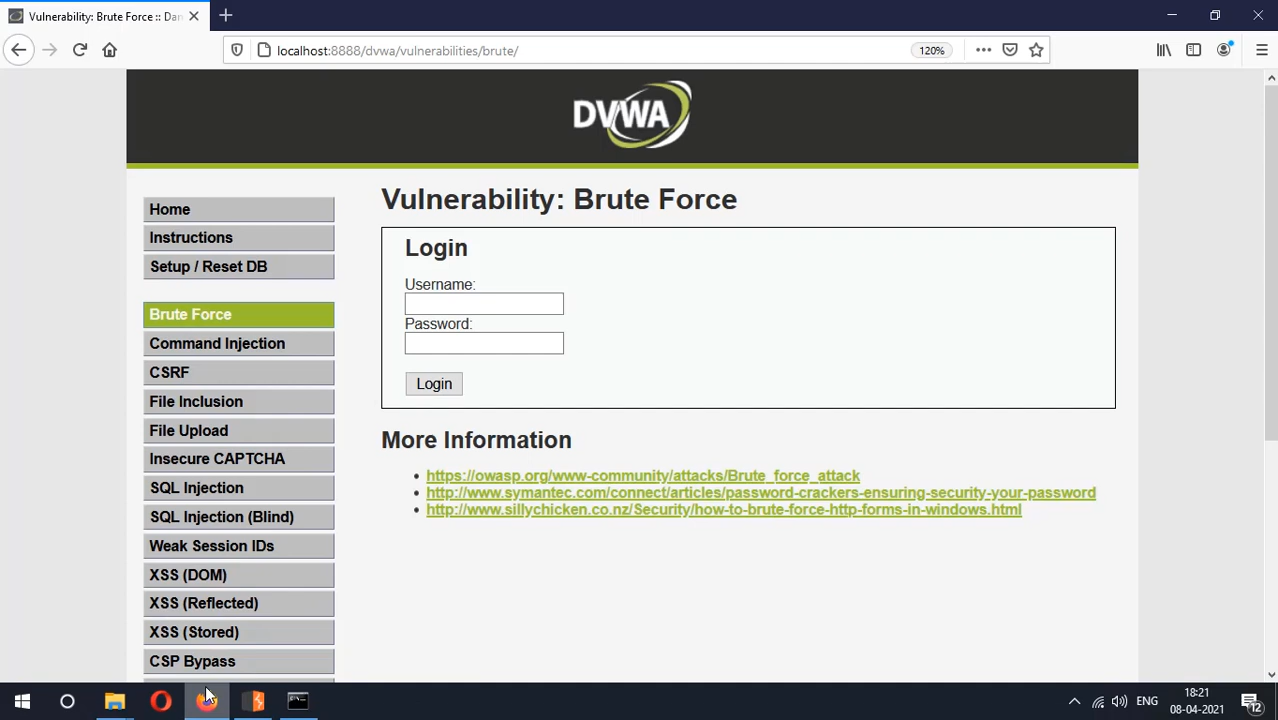 Vulnerability: Brute Force :: Dam
localhost:8888/dvwa/vulnerabilities/brute/
120%
DVWA
Home
Instructions
Setup / Reset DB
Brute Force
Command Injection
CSRF
File Inclusion
File Upload
Insecure CAPTCHA
SQL Injection
SQL Injection (Blind)
Weak Session IDs
XSS (DOM)
XSS (Reflected)
XSS (Stored)
CSP Bypass
Vulnerability: Brute Force
Login
Username:
Password:
Login
More Information
• https://owasp.org/www-community/attacks/Brute_force_attack
• http://www.symantec.com/connect/articles/password-crackers-ensuring-security-your-password
• http://www.sillychicken.co.nz/Security/how-to-brute-force-http-forms-in-windows.html
ENG
18:21
08-04-2021
12